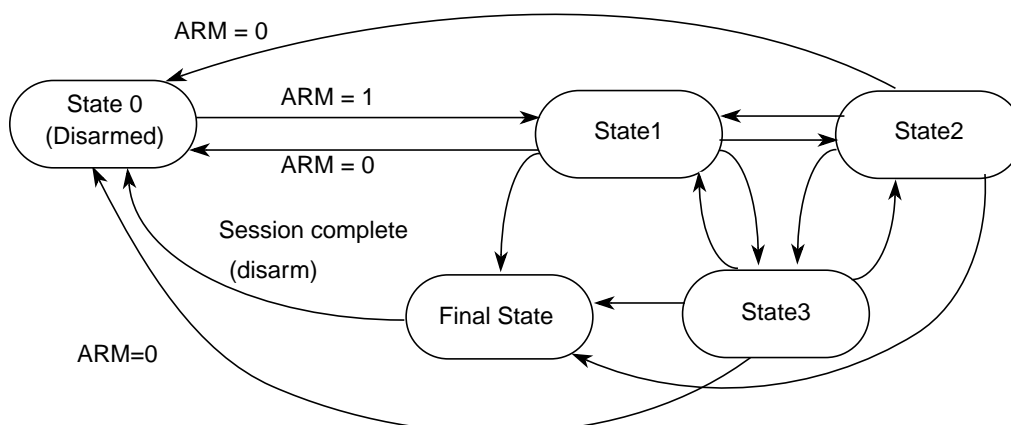 ARM = 0
State 0
(Disarmed)
ARM = 1
ARM = 0
State1
State2
Session complete
(disarm)
Final State
State3
ARM=0